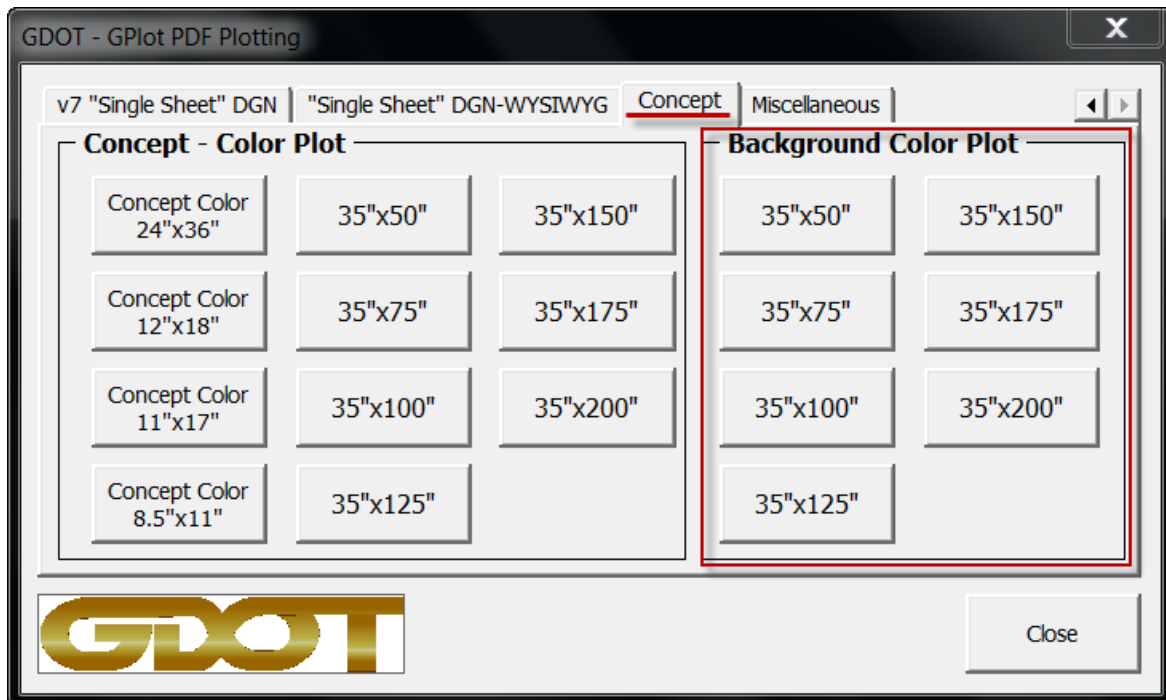 GDOT - GPlot PDF Plotting
X
v7 "Single Sheet" DGN
"Single Sheet" DGN-WYSIWYG
Concept
Miscellaneous
Concept - Color Plot
Concept Color
24"x36"
35"x50"
35"x150"
Concept Color
12"x18"
35"x75"
35"x175"
Concept Color
11"x17"
35"x100"
35"x200"
Concept Color
8.5"x11"
35"x125"
Background Color Plot
35"x50"
35"x150"
35"x75"
35"x175"
35"x100"
35"x200"
35"x125"
GDOT
Close